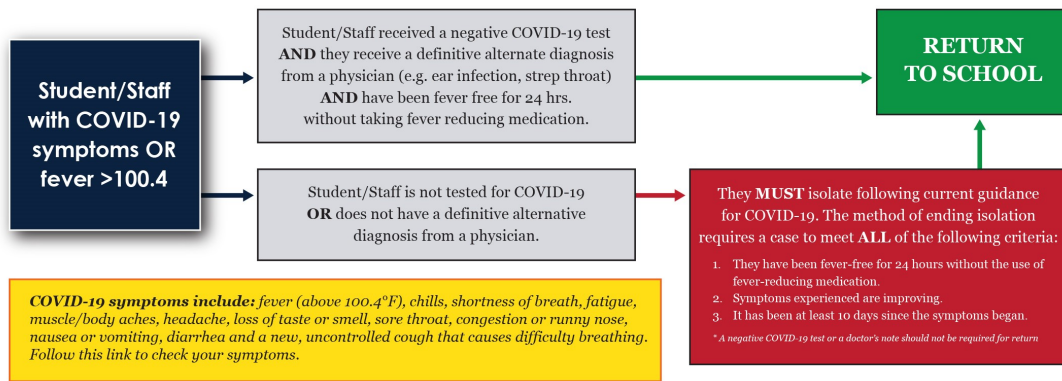 Student/Staff
with COVID-19
symptoms OR
fever >100.4
Student/Staff received a negative COVID-19 test
AND they receive a definitive alternate diagnosis
from a physician (e.g. ear infection, strep throat)
AND have been fever free for 24 hrs.
without taking fever reducing medication.
RETURN
TO SCHOOL
Student/Staff is not tested for COVID-19
OR does not have a definitive alternative
diagnosis from a physician.
They MUST isolate following current guidance
for COVID-19. The method of ending isolation
requires a case to meet ALL of the following criteria:
1. They have been fever-free for 24 hours without the use of
fever-reducing medication.
2. Symptoms experienced are improving.
3. It has been at least 10 days since the symptoms began.
* A negative COVID-19 test or a doctor's note should not be required for return
COVID-19 symptoms include: fever (above 100.4°F), chills, shortness of breath, fatigue,
muscle/body aches, headache, loss of taste or smell, sore throat, congestion or runny nose,
nausea or vomiting, diarrhea and a new, uncontrolled cough that causes difficulty breathing.
Follow this link to check your symptoms.